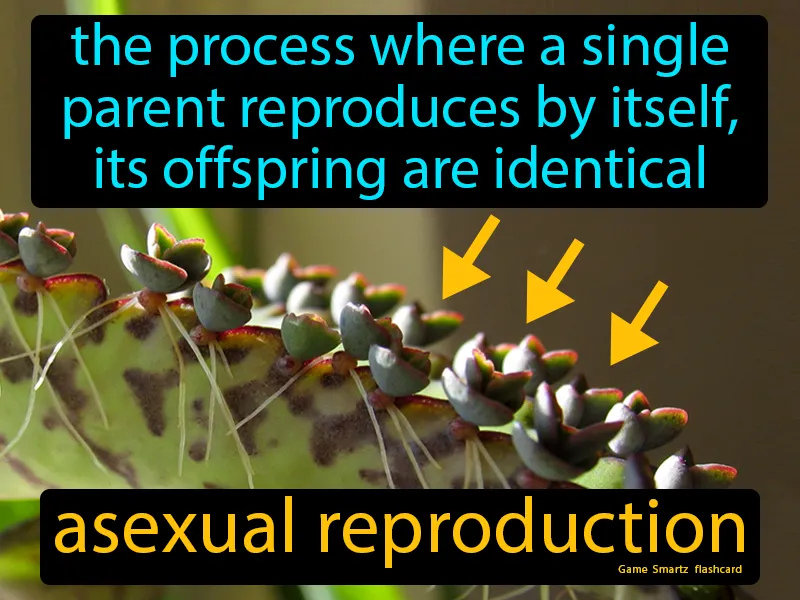 the process where a single
parent reproduces by itself,
its offspring are identical
asexual reproduction
Game Smartz flashcard